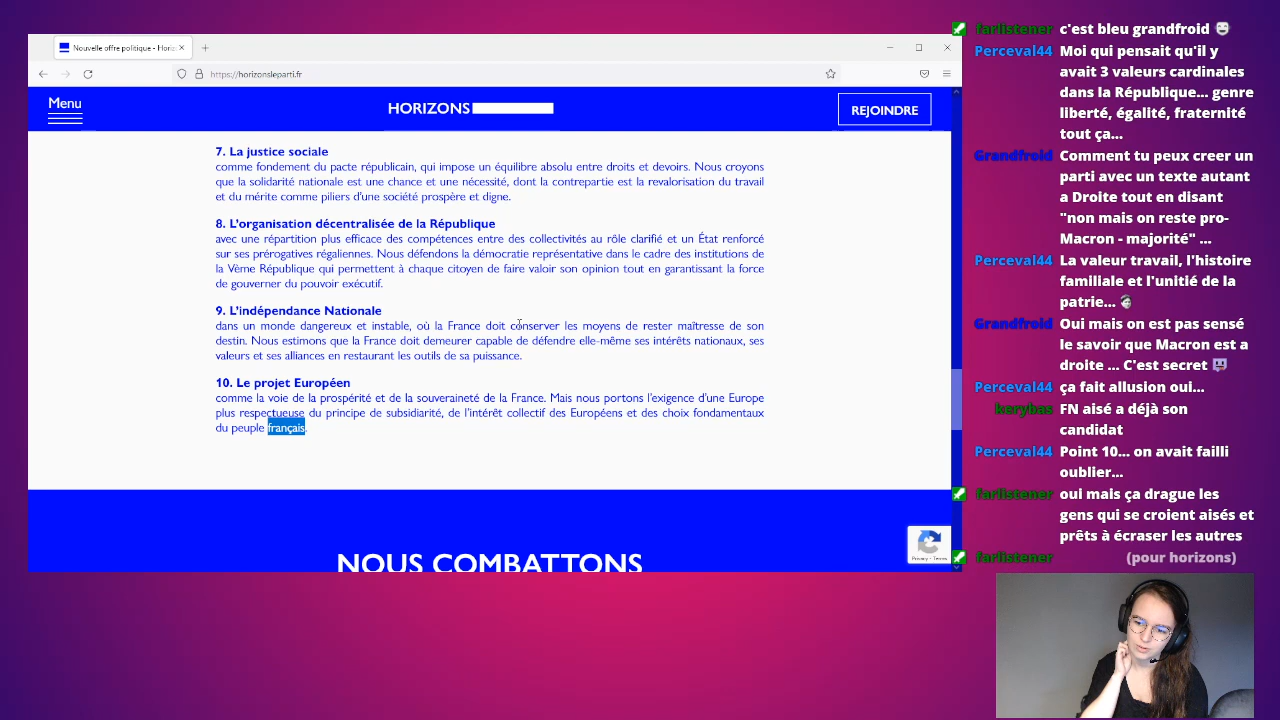 Nouvelle offre politique - Horiz
https://horizonsleparti.fr
Menu
HORIZONS
REJOINDRE
7. La justice sociale
comme fondement du pacte républicain, qui impose un équilibre absolu entre droits et devoirs. Nous croyons
que la solidarité nationale est une chance et une nécessité, dont la contrepartie est la revalorisation du travail
et du mérite comme piliers d'une société prospère et digne.
8. L'organisation décentralisée de la République
avec une répartition plus efficace des compétences entre des collectivités au rôle clarifié et un État renforcé
sur ses prérogatives régaliennes. Nous défendons la démocratie représentative dans le cadre des institutions de
la Vème République qui permettent à chaque citoyen de faire valoir son opinion tout en garantissant la force
de gouverner du pouvoir exécutif.
9. L'indépendance Nationale
dans un monde dangereux et instable, où la France doit conserver les moyens de rester maîtresse de son
destin. Nous estimons que la France doit demeurer capable de défendre elle-même ses intérêts nationaux, ses
valeurs et ses alliances en restaurant les outils de sa puissance.
10. Le projet Européen
comme la voie de la prospérité et de la souveraineté de la France. Mais nous portons l'exigence d'une Europe
plus respectueuse du principe de subsidiarité, de l'intérêt collectif des Européens et des choix fondamentaux
du peuple français
NOUS COMBATTONS
Privacy - Terms
farlistener c'est bleu grandfroid
Perceval44 Moi qui pensait qu'il y
avait 3 valeurs cardinales
dans la République... genre
liberté, égalité, fraternité
tout ça...
Grandfroid Comment tu peux creer un
parti avec un texte autant
a Droite tout en disant
"non mais on reste pro-
Macron - majorité" ...
Perceval44 La valeur travail, l'histoire
familiale et l'unitié de la
patrie...
Grandfroid Oui mais on est pas sensé
le savoir que Macron est a
droite ... C'est secret
Perceval44 ça fait allusion oui...
kerybas FN aisé a déjà son
candidat
Perceval44 Point 10... on avait failli
oublier...
farlistener oui mais ça drague les
gens qui se croient aisés et
prêts à écraser les autres
farlistener (pour horizons)